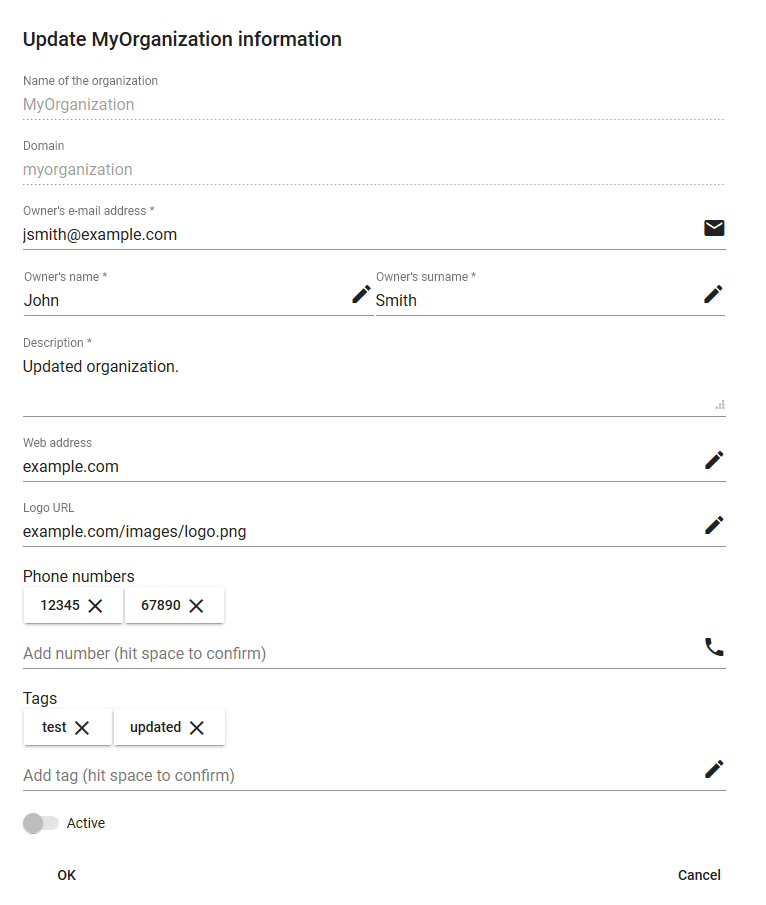 Update MyOrganization information
Name of the organization
MyOrganization
Domain
myorganization
Owner's e-mail address *
jsmith@example.com
Owner's name * Owner's surname *
John Smith
Description *
Updated organization.
Web address
example.com
Logo URL
example.com/images/logo.png
Phone numbers
12345 67890
Add number (hit space to confirm)
Tags
test updated
Add tag (hit space to confirm)
Active
OK Cancel